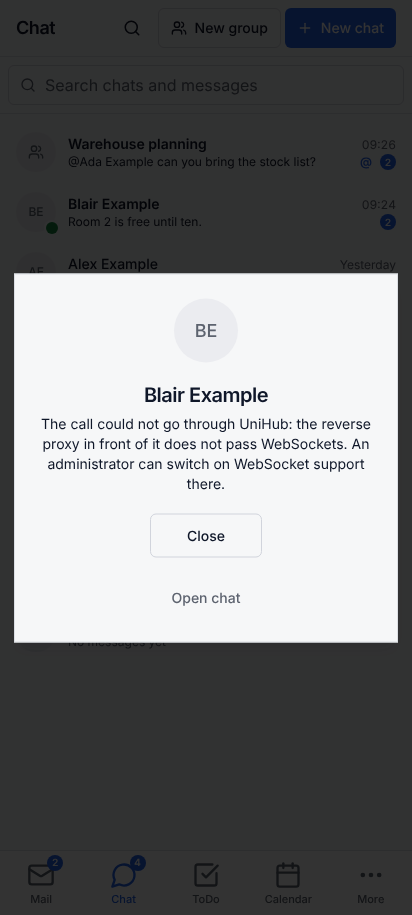 Chat
New group
New chat
Search chats and messages
Warehouse planning
09:26
@Ada Example can you bring the stock list?
@ 2
BE
Blair Example
09:24
Room 2 is free until ten.
2
Alex Example
Yesterday
BE
Blair Example
The call could not go through UniHub: the reverse
proxy in front of it does not pass WebSockets. An
administrator can switch on WebSocket support
there.
Close
Open chat
No messages yet
2
4
Mail
Chat
ToDo
Calendar
More